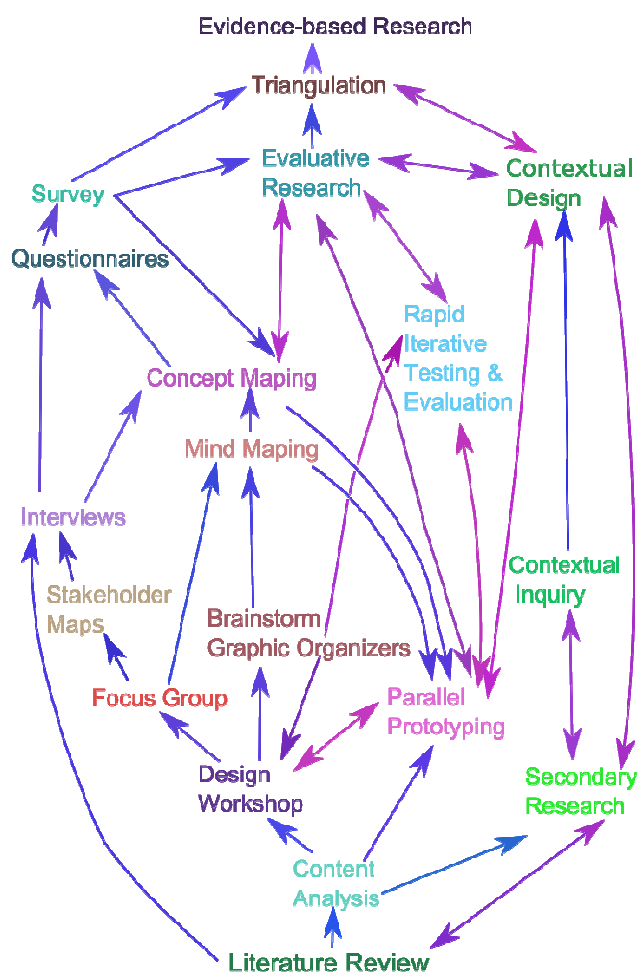 Evidence-based Research
Triangulation
Evaluative
Research
Contextual
Design
Survey
Questionnaires
Rapid
Iterative
Testing &
Evaluation
Concept Maping
Mind Maping
Interviews
Stakeholder
Maps
Contextual
Inquiry
Brainstorm
Graphic Organizers
Focus Group
Parallel
Prototyping
Design
Workshop
Secondary
Research
Content
Analysis
Literature Review